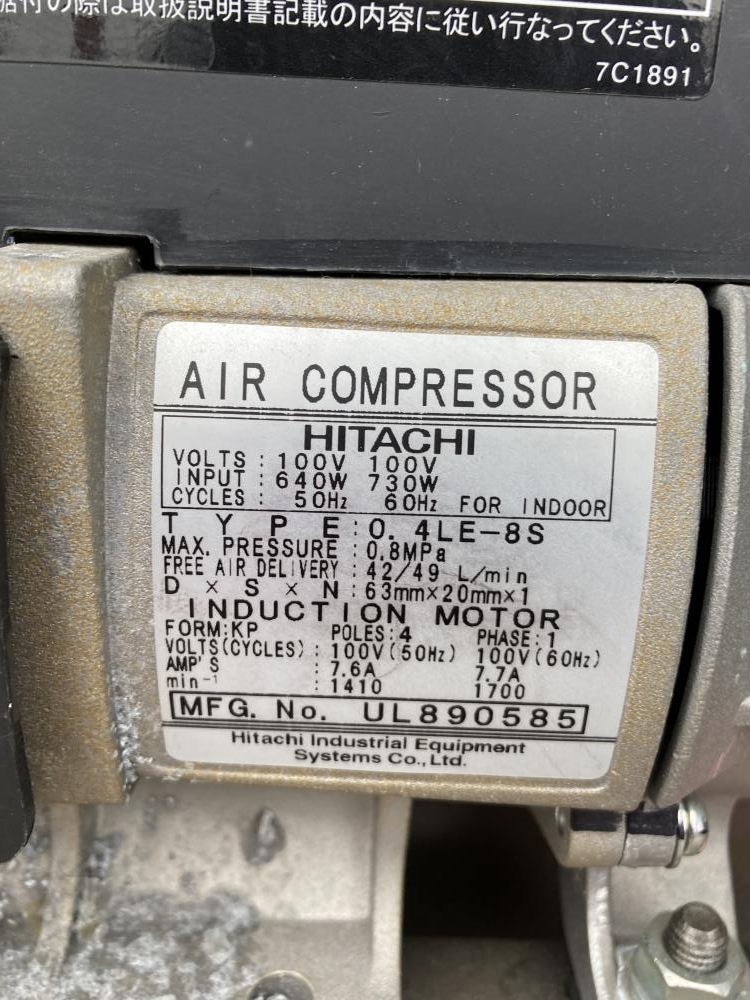 の際は取扱説明書記載の内容に従い行なってください。
7C1891
AIR COMPRESSOR
HITACHI
VOLTS : 100V 100V
INPUT : 640W 730W
CYCLES : 50Hz 60Hz FOR INDOOR
TYPE : 0.4LE-8S
MAX. PRESSURE : 0.8MPa
FREE AIR DELIVERY : 42/49 L/min
D × S × N : 63mm×20mm×1
INDUCTION MOTOR
FORM:KP POLES:4 PHASE:1
VOLTS(CYCLES) : 100V(50Hz) 100V(60Hz)
AMP'S : 7.6A 7.7A
min⁻¹ : 1410 1700
MFG. No. UL890585
Hitachi Industrial Equipment
Systems Co., Ltd.